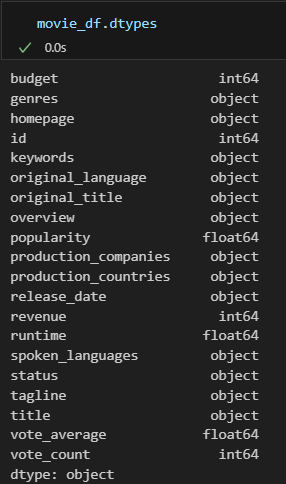 movie_df.dtypes
0.0s
budget int64
genres object
homepage object
id int64
keywords object
original_language object
original_title object
overview object
popularity float64
production_companies object
production_countries object
release_date object
revenue int64
runtime float64
spoken_languages object
status object
tagline object
title object
vote_average float64
vote_count int64
dtype: object